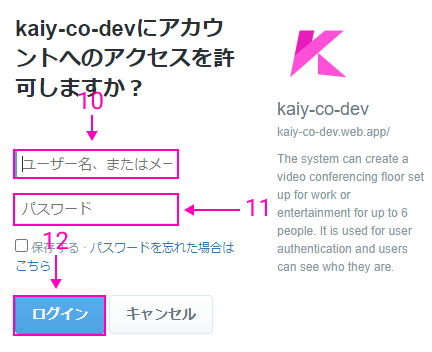 kaiy-co-devにアカウ
ントへのアクセスを許
可しますか？
10
ユーザー名、またはメー
パスワード
11
保存する · パスワードを忘れた場合は
こちら
12
ログイン
キャンセル
kaiy-co-dev
kaiy-co-dev.web.app/
The system can create a
video conferencing floor set
up for work or
entertainment for up to 6
people. It is used for user
authentication and users
can see who they are.